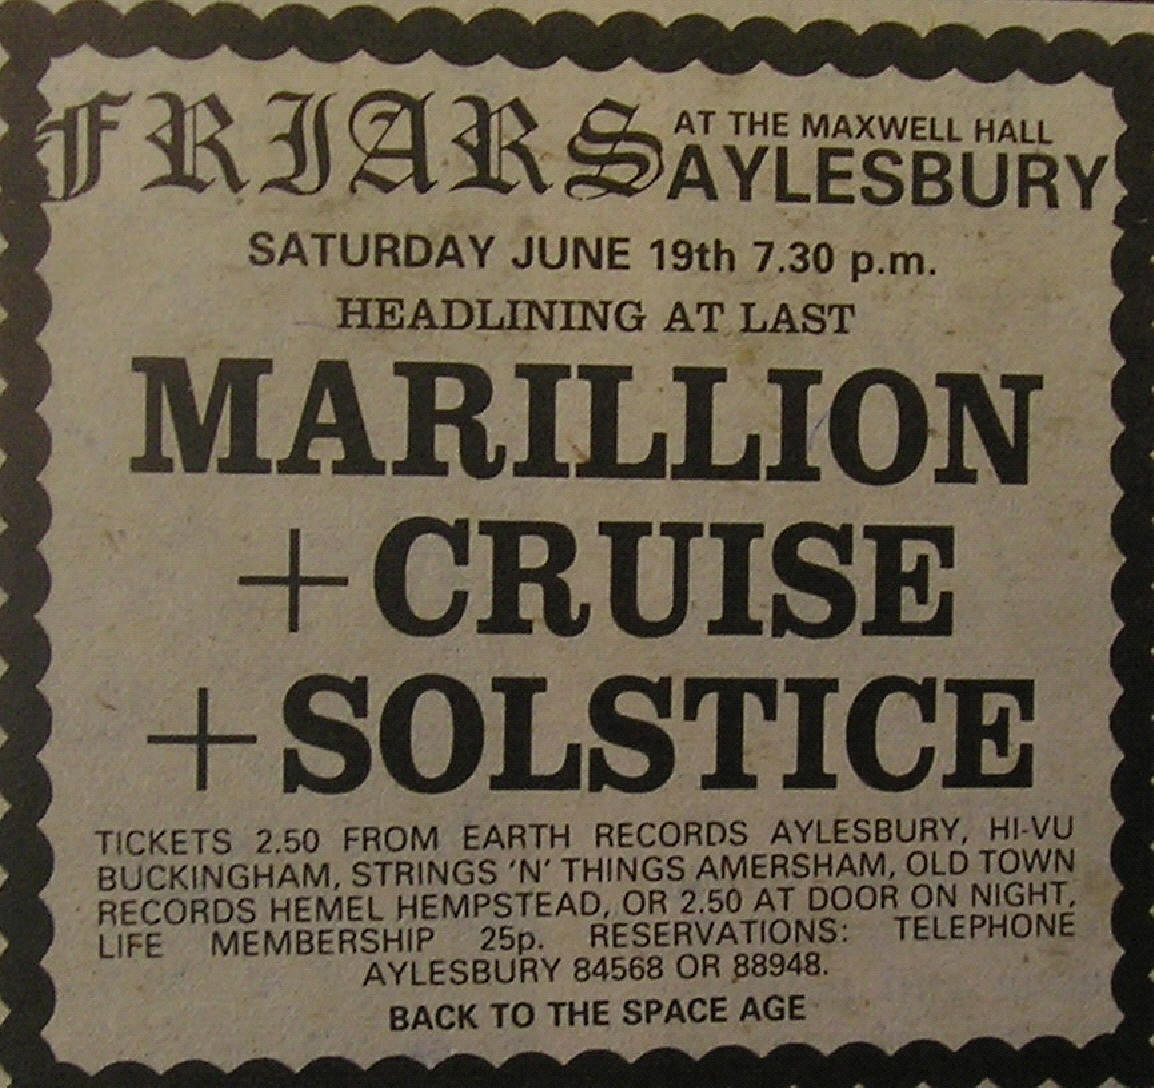 FRIARS AT THE MAXWELL HALL
AYLESBURY
SATURDAY JUNE 19th 7.30 p.m.
HEADLINING AT LAST
MARILLION
+CRUISE
+SOLSTICE
TICKETS 2.50 FROM EARTH RECORDS AYLESBURY, HI-VU
BUCKINGHAM, STRINGS 'N' THINGS AMERSHAM, OLD TOWN
RECORDS HEMEL HEMPSTEAD, OR 2.50 AT DOOR ON NIGHT,
LIFE MEMBERSHIP 25p. RESERVATIONS: TELEPHONE
AYLESBURY 84568 OR 88948.
BACK TO THE SPACE AGE